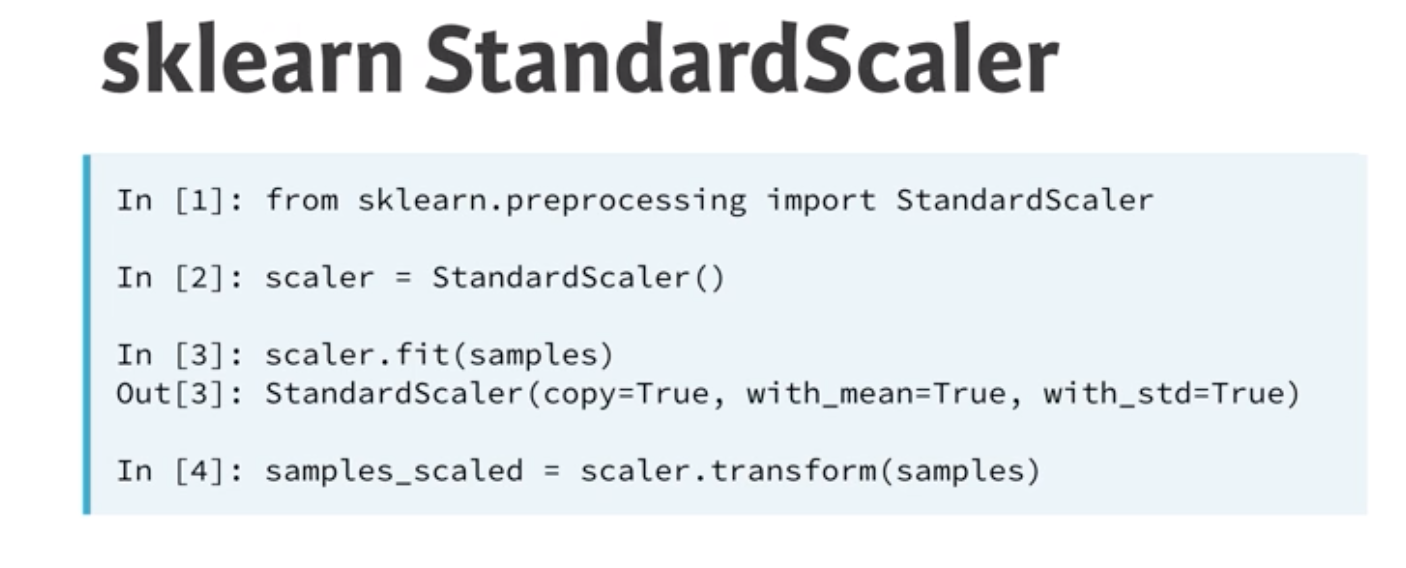 sklearn StandardScaler
In [1]: from sklearn.preprocessing import StandardScaler
In [2]: scaler = StandardScaler()
In [3]: scaler.fit(samples)
Out[3]: StandardScaler(copy=True, with_mean=True, with_std=True)
In [4]: samples_scaled = scaler.transform(samples)